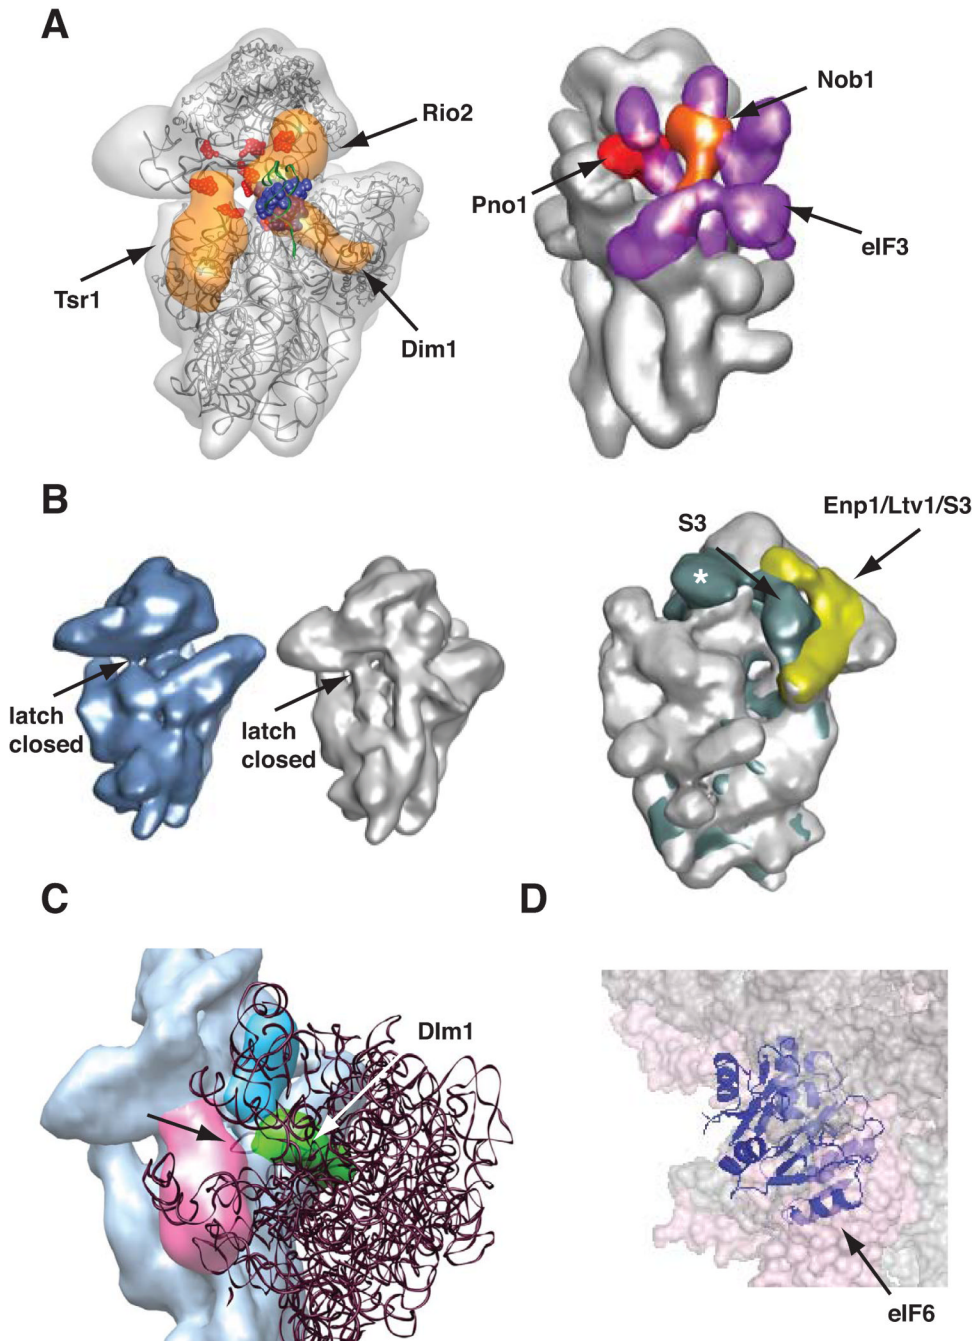 A
Rio2
Tsr1
Dim1
Nob1
Pno1
eIF3
B
latch
closed
latch
closed
S3
Enp1/Ltv1/S3
*
C
DIm1
D
eIF6